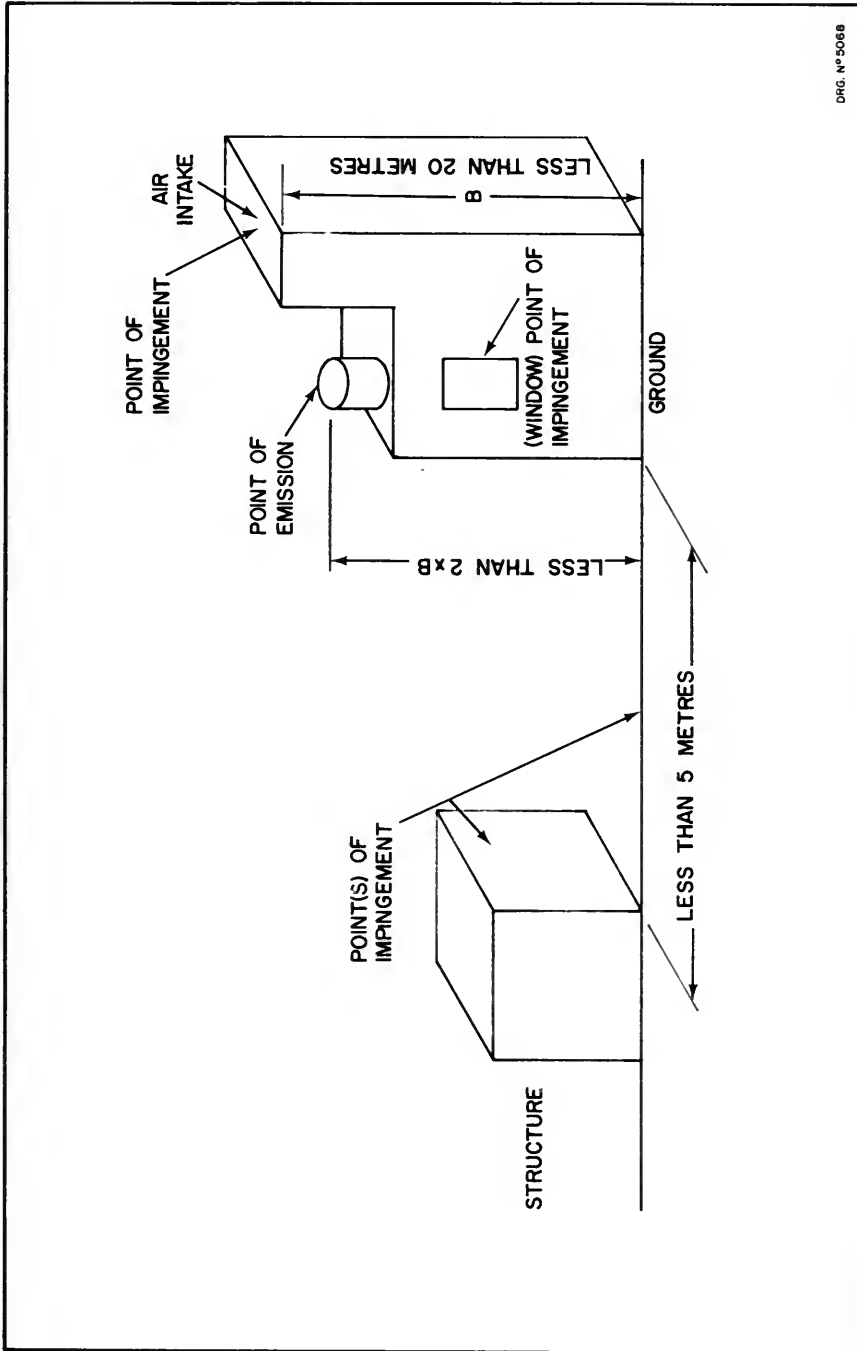 POINT OF
IMPINGEMENT
AIR
INTAKE
POINT OF
EMISSION
LESS THAN 20 METRES
B
(WINDOW) POINT OF
IMPINGEMENT
GROUND
LESS THAN 2×B
POINT(S) OF
IMPINGEMENT
STRUCTURE
LESS THAN 5 METRES
DRG. Nº 5068